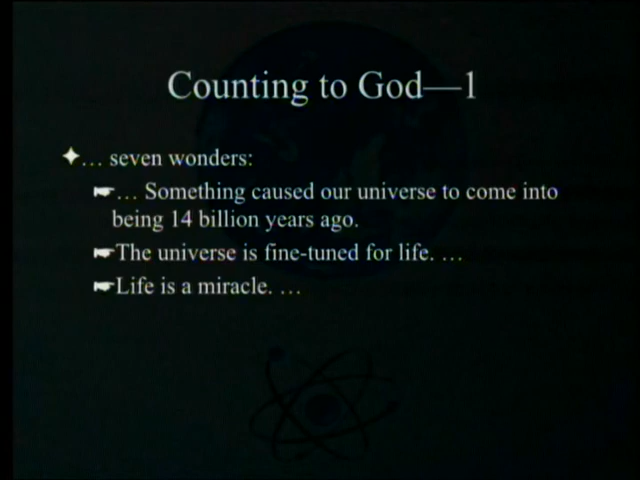 Counting to God—1
… seven wonders:
… Something caused our universe to come into
being 14 billion years ago.
The universe is fine-tuned for life. …
Life is a miracle. …